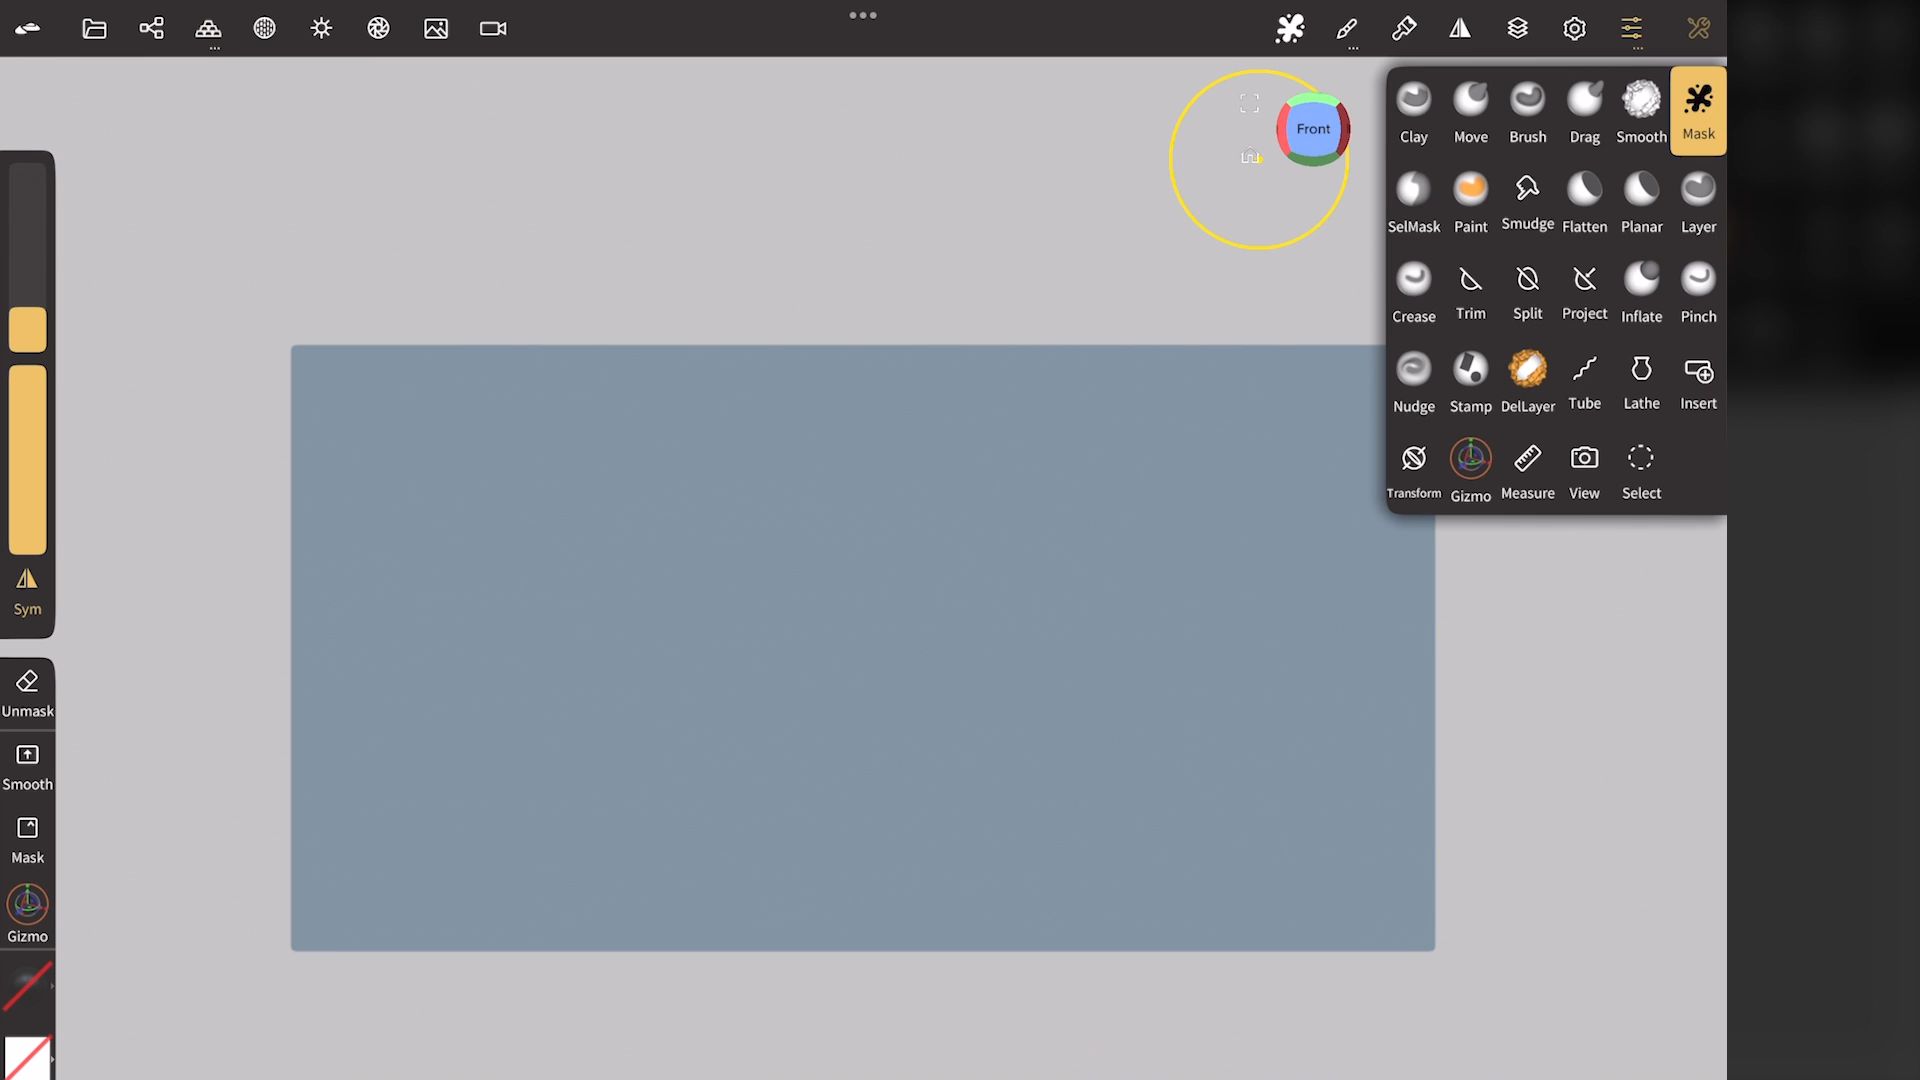 Front
Clay Move Brush Drag Smooth Mask
SelMask Paint Smudge Flatten Planar Layer
Crease Trim Split Project Inflate Pinch
Nudge Stamp DelLayer Tube Lathe Insert
Transform Gizmo Measure View Select
Sym
Unmask
Smooth
Mask
Gizmo